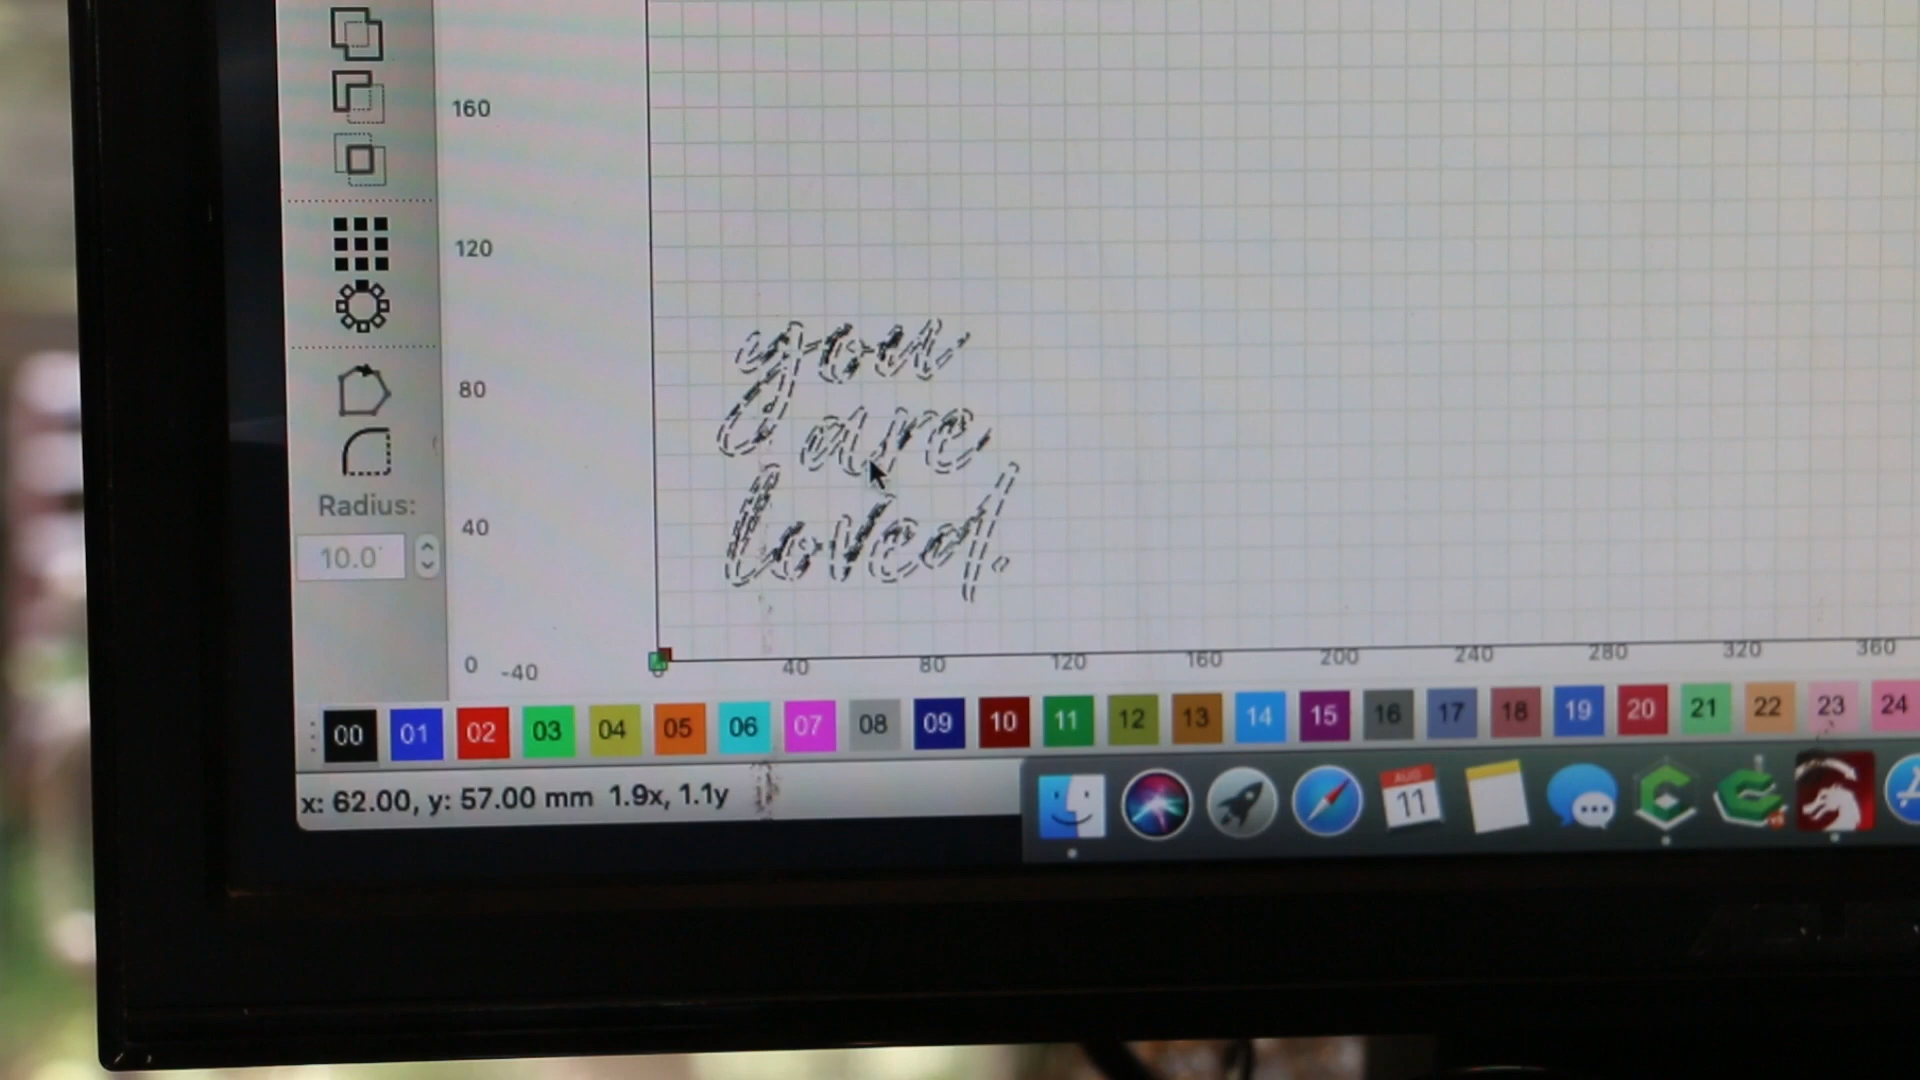 160
120
80
40
0
you
are
loved.
Radius:
10.0
-40 0 40 80 120 160 200 240 280 320 360
00 01 02 03 04 05 06 07 08 09 10 11 12 13 14 15 16 17 18 19 20 21 22 23 24
x: 62.00, y: 57.00 mm 1.9x, 1.1y
AUG
11